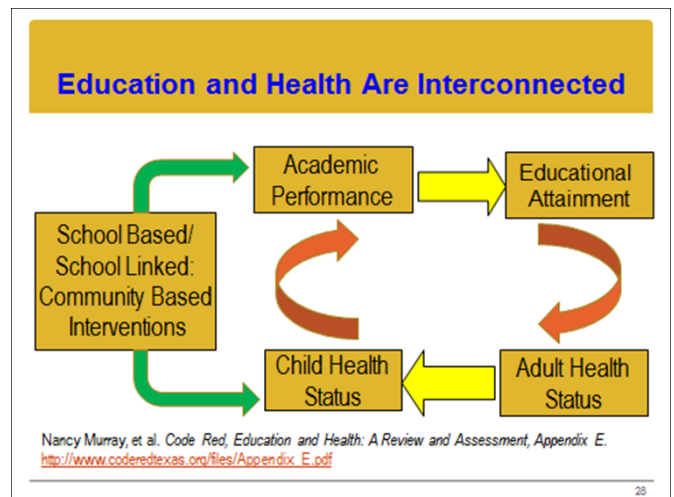 Education and Health Are Interconnected
Academic
Performance
Educational
Attainment
School Based/
School Linked:
Community Based
Interventions
Child Health
Status
Adult Health
Status
Nancy Murray, et al. Code Red, Education and Health: A Review and Assessment, Appendix E.
http://www.coderedtexas.org/files/Appendix_E.pdf
28